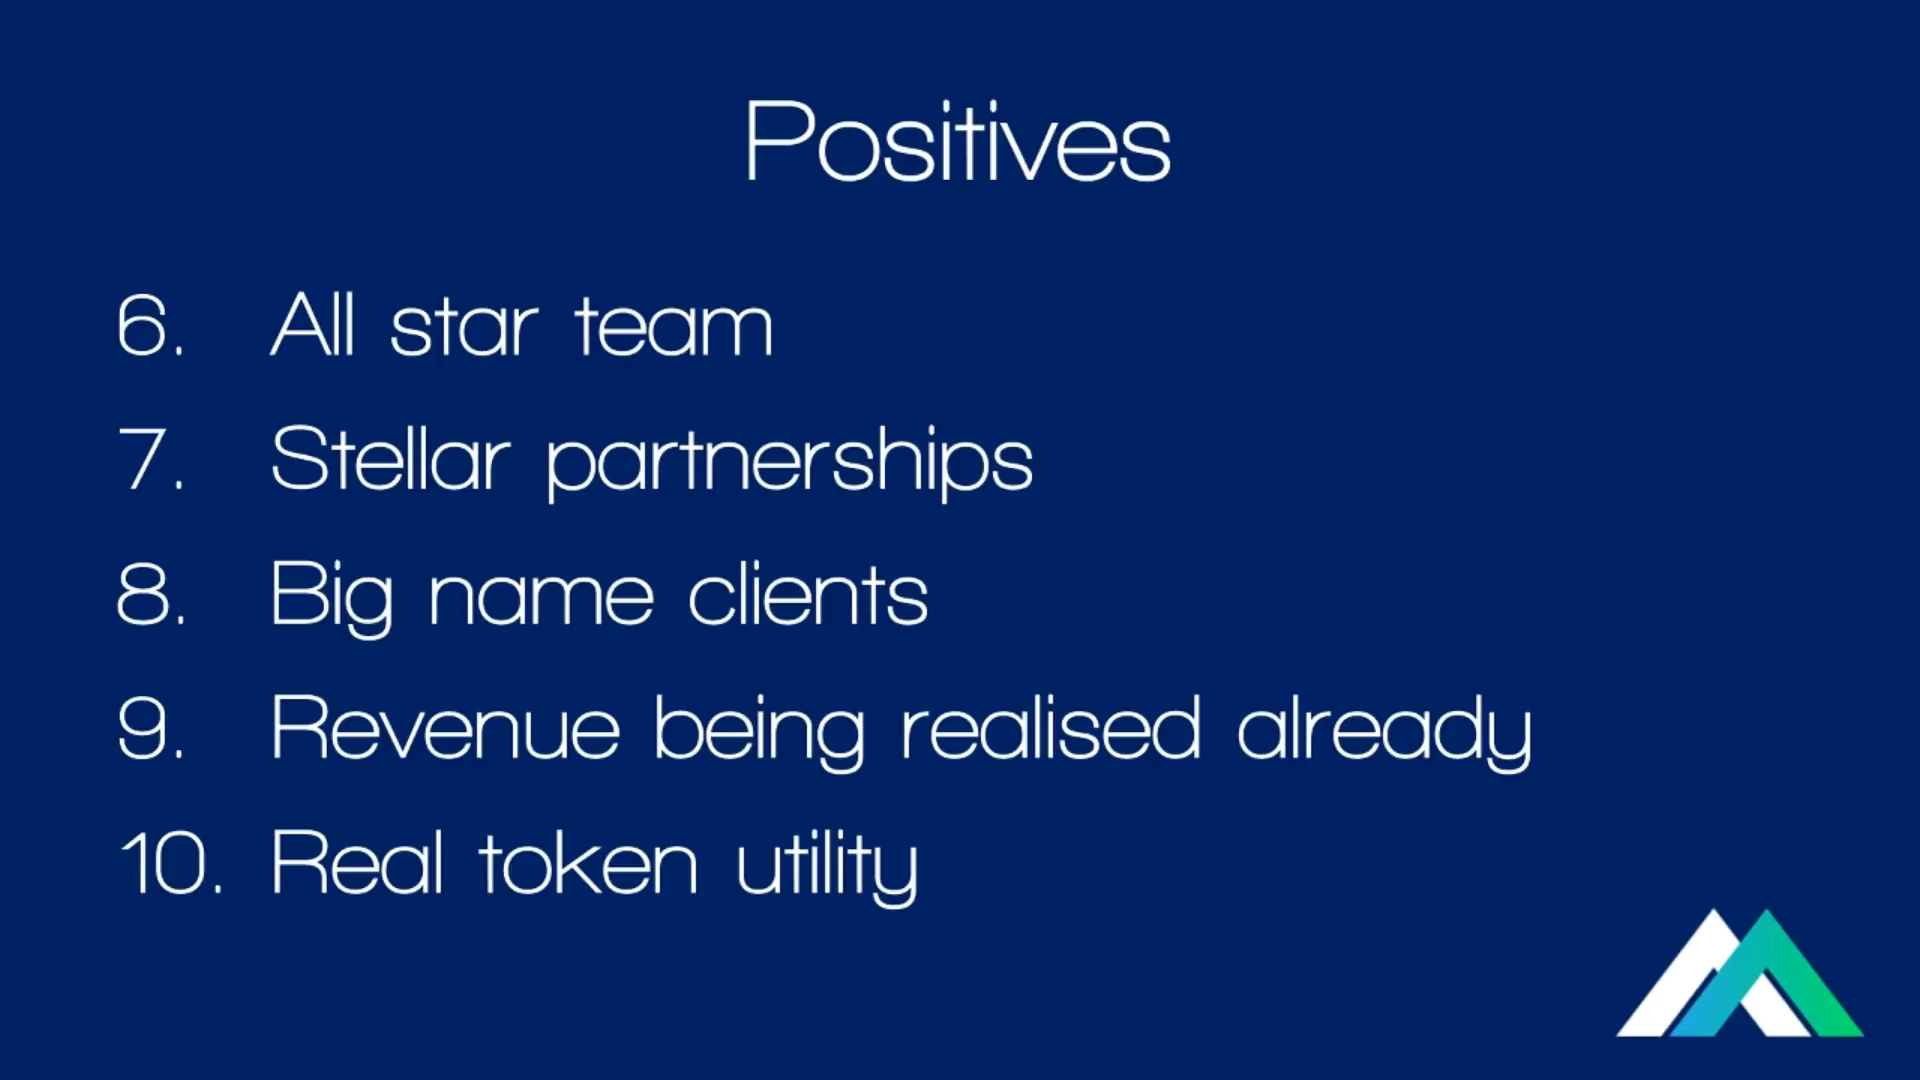 Positives
6. All star team
7. Stellar partnerships
8. Big name clients
9. Revenue being realised already
10. Real token utility